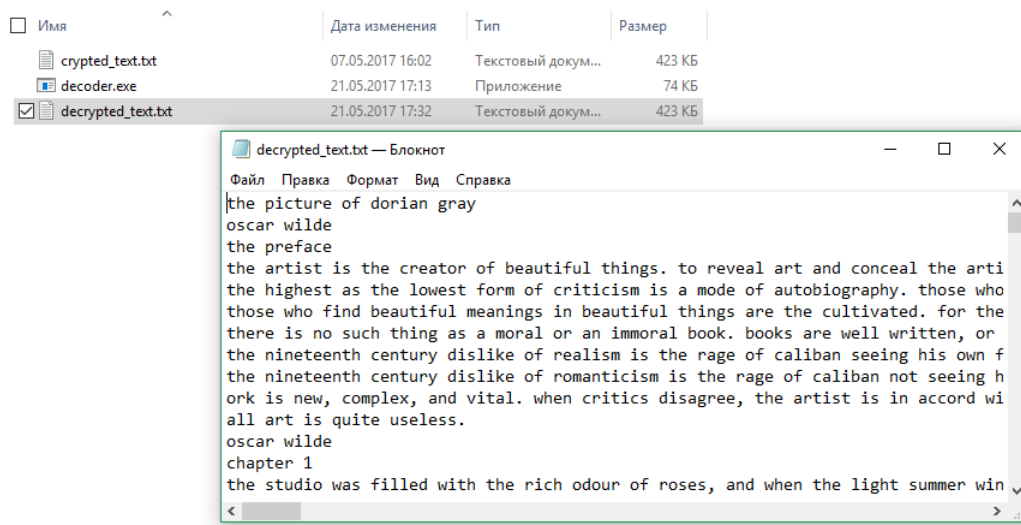 Имя Дата изменения Тип Размер
crypted_text.txt 07.05.2017 16:02 Текстовый докум... 423 КБ
decoder.exe 21.05.2017 17:13 Приложение 74 КБ
decrypted_text.txt 21.05.2017 17:32 Текстовый докум... 423 КБ
decrypted_text.txt — Блокнот
Файл Правка Формат Вид Справка
the picture of dorian gray
oscar wilde
the preface
the artist is the creator of beautiful things. to reveal art and conceal the arti
the highest as the lowest form of criticism is a mode of autobiography. those who
those who find beautiful meanings in beautiful things are the cultivated. for the
there is no such thing as a moral or an immoral book. books are well written, or
the nineteenth century dislike of realism is the rage of caliban seeing his own f
the nineteenth century dislike of romanticism is the rage of caliban not seeing h
ork is new, complex, and vital. when critics disagree, the artist is in accord wi
all art is quite useless.
oscar wilde
chapter 1
the studio was filled with the rich odour of roses, and when the light summer win